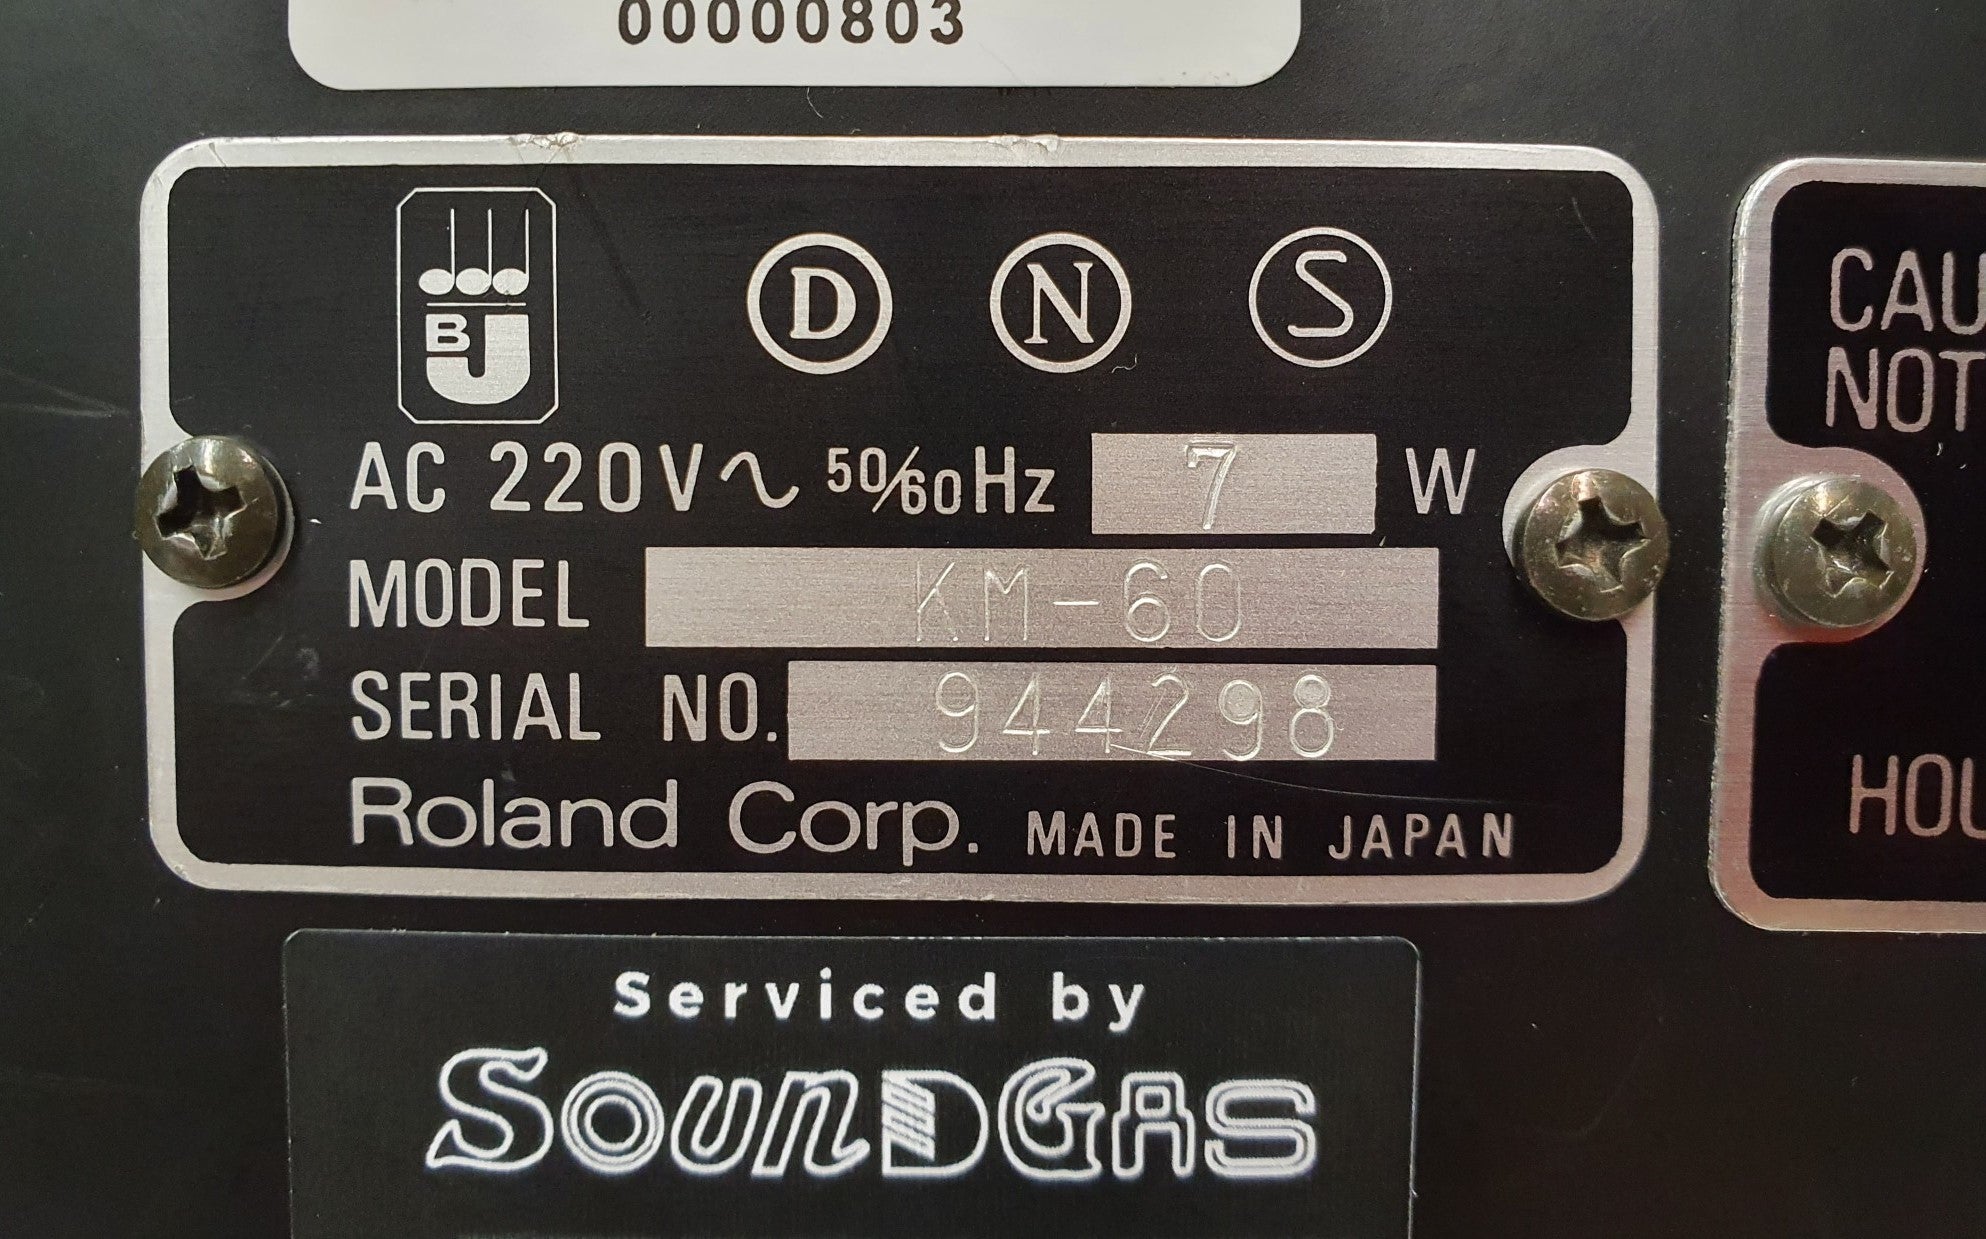 00000803
BJ
D N S
AC 220V~ 50/60Hz 7 W
MODEL KM-60
SERIAL NO. 944298
Roland Corp. MADE IN JAPAN
CAU
NOT
HOU
Serviced by
SOUNDGAS